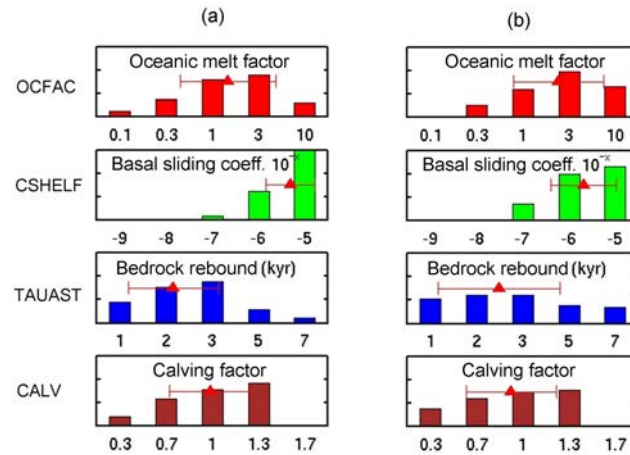 (a) (b)
OCFAC Oceanic melt factor Oceanic melt factor
0.1 0.3 1 3 10 0.1 0.3 1 3 10
CSHELF Basal sliding coeff. 10⁻ˣ Basal sliding coeff. 10⁻ˣ
-9 -8 -7 -6 -5 -9 -8 -7 -6 -5
TAUAST Bedrock rebound (kyr) Bedrock rebound (kyr)
1 2 3 5 7 1 2 3 5 7
CALV Calving factor Calving factor
0.3 0.7 1 1.3 1.7 0.3 0.7 1 1.3 1.7